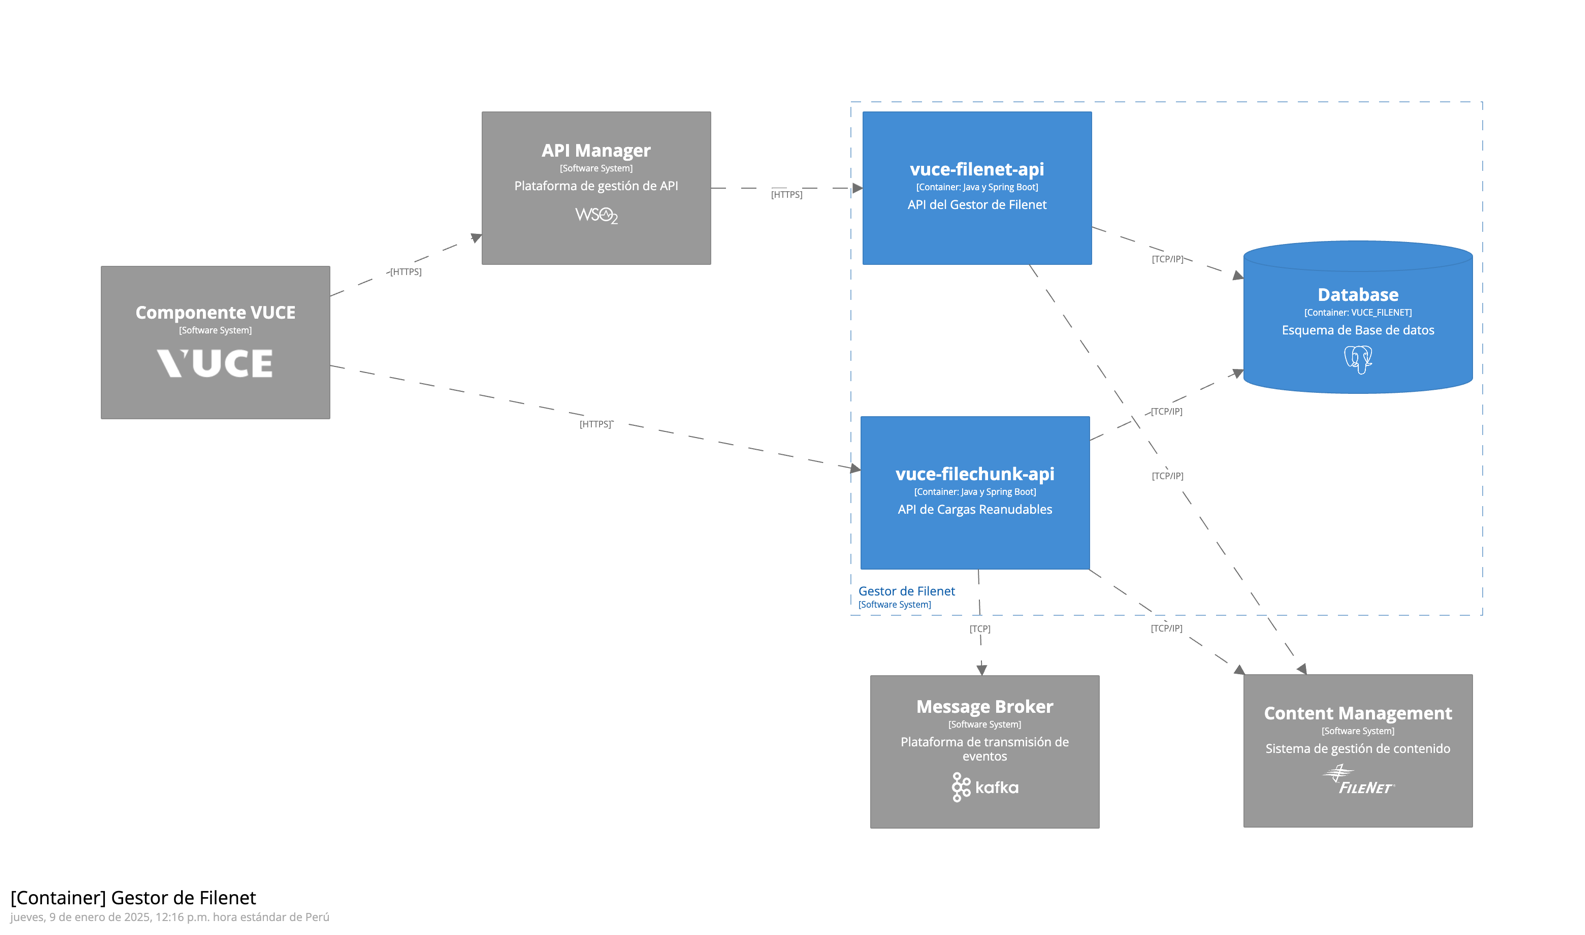 API Manager
[Software System]
Plataforma de gestión de API
WSO2
[HTTPS]
vuce-filenet-api
[Container: Java y Spring Boot]
API del Gestor de Filenet
[HTTPS]
[TCP/IP]
Componente VUCE
[Software System]
VUCE
Database
[Container: VUCE_FILENET]
Esquema de Base de datos
[HTTPS]
[TCP/IP]
vuce-filechunk-api
[Container: Java y Spring Boot]
API de Cargas Reanudables
[TCP/IP]
Gestor de Filenet
[Software System]
[TCP]
[TCP/IP]
Message Broker
[Software System]
Plataforma de transmisión de
eventos
kafka
Content Management
[Software System]
Sistema de gestión de contenido
FILENET
[Container] Gestor de Filenet
jueves, 9 de enero de 2025, 12:16 p.m. hora estándar de Perú